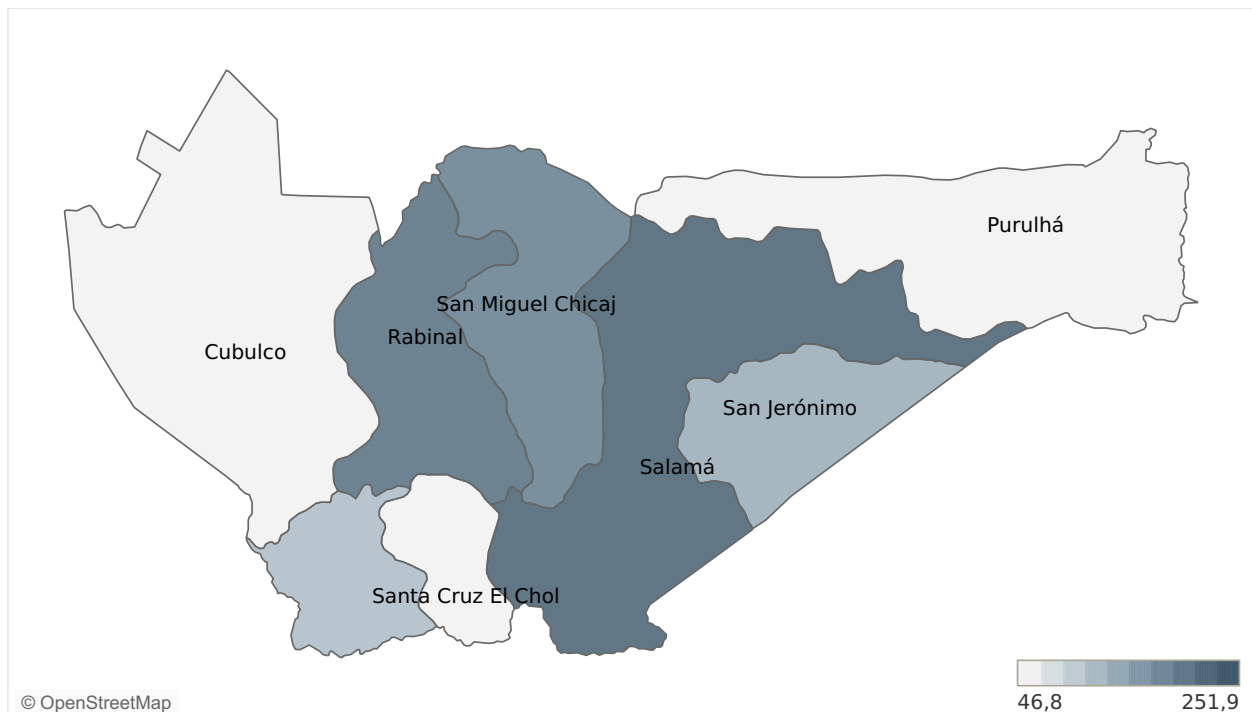 Purulhá
San Miguel Chicaj
Rabinal
Cubulco
San Jerónimo
Salamá
Santa Cruz El Chol
46,8 251,9
© OpenStreetMap